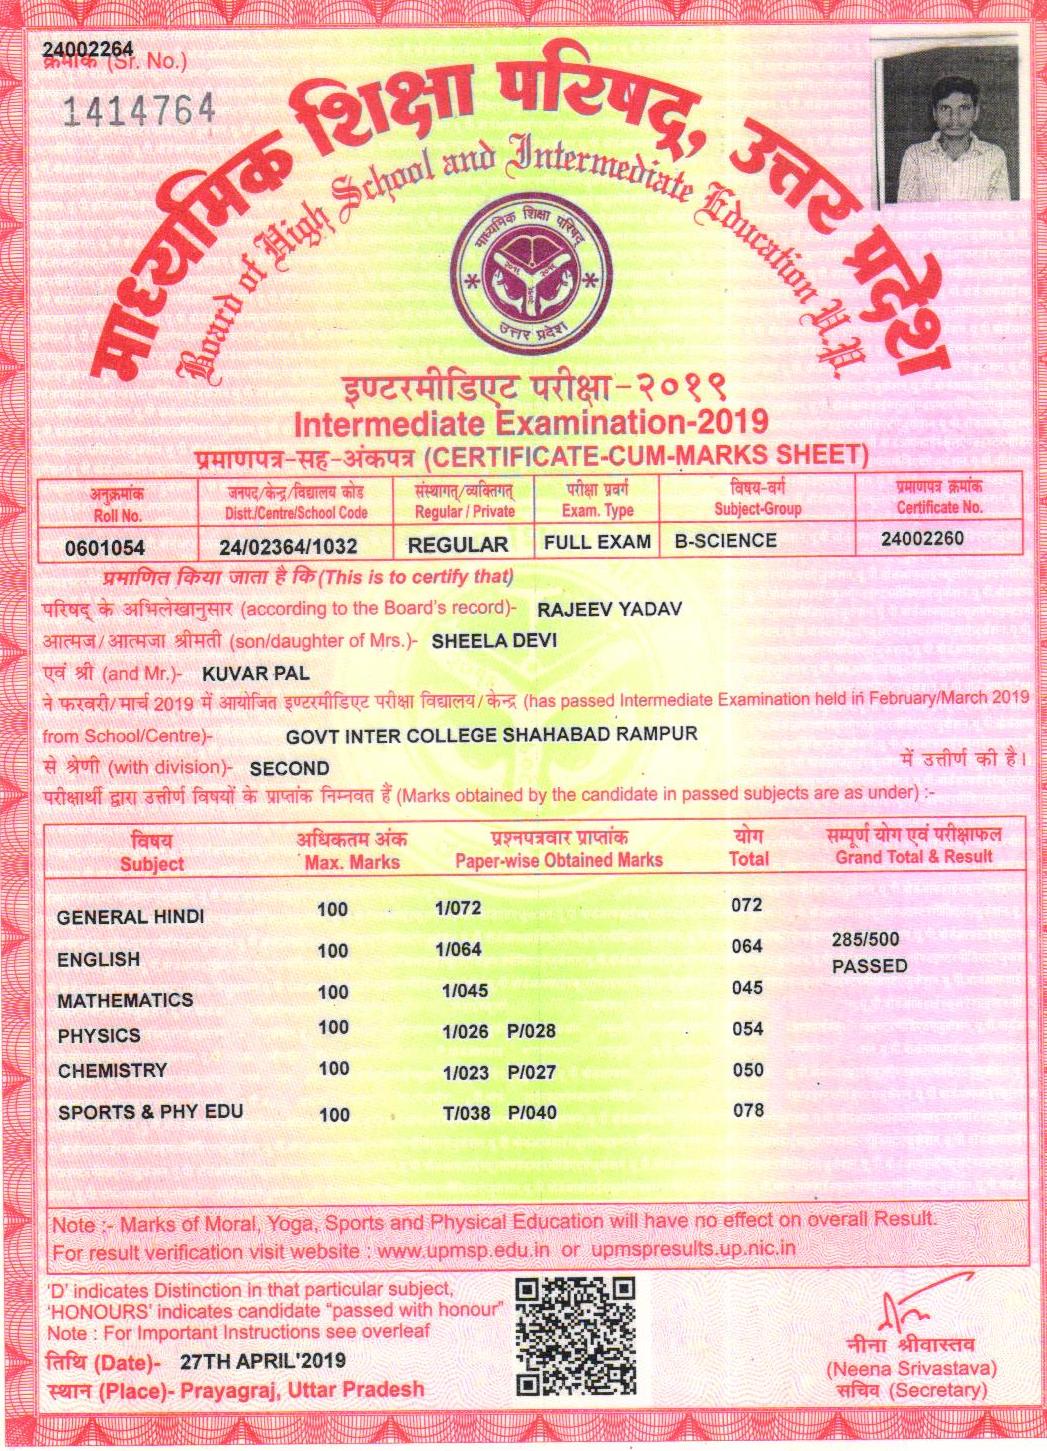 24002264
क्रमांक (Sr. No.)
1414764
माध्यमिक शिक्षा परिषद्, उत्तर प्रदेश
Board of High School and Intermediate Education U.P.
माध्यमिक शिक्षा परिषद्
उत्तर प्रदेश
इण्टरमीडिएट परीक्षा-२०१९
Intermediate Examination-2019
प्रमाणपत्र-सह-अंकपत्र (CERTIFICATE-CUM-MARKS SHEET)
अनुक्रमांक जनपद/केन्द्र/विद्यालय कोड संस्थागत्/व्यक्तिगत् परीक्षा प्रवर्ग विषय-वर्ग प्रमाणपत्र क्रमांक
Roll No. Distt./Centre/School Code Regular / Private Exam. Type Subject-Group Certificate No.
0601054 24/02364/1032 REGULAR FULL EXAM B-SCIENCE 24002260
प्रमाणित किया जाता है कि (This is to certify that)
परिषद् के अभिलेखानुसार (according to the Board's record)- RAJEEV YADAV
आत्मज/आत्मजा श्रीमती (son/daughter of Mrs.)- SHEELA DEVI
एवं श्री (and Mr.)- KUVAR PAL
ने फरवरी/मार्च 2019 में आयोजित इण्टरमीडिएट परीक्षा विद्यालय/केन्द्र (has passed Intermediate Examination held in February/March 2019
from School/Centre)- GOVT INTER COLLEGE SHAHABAD RAMPUR
से श्रेणी (with division)- SECOND में उत्तीर्ण की है।
परीक्षार्थी द्वारा उत्तीर्ण विषयों के प्राप्तांक निम्नवत हैं (Marks obtained by the candidate in passed subjects are as under) :-
विषय अधिकतम अंक प्रश्नपत्रवार प्राप्तांक योग सम्पूर्ण योग एवं परीक्षाफल
Subject Max. Marks Paper-wise Obtained Marks Total Grand Total & Result
GENERAL HINDI 100 1/072 072
ENGLISH 100 1/064 064 285/500
PASSED
MATHEMATICS 100 1/045 045
PHYSICS 100 1/026 P/028 054
CHEMISTRY 100 1/023 P/027 050
SPORTS & PHY EDU 100 T/038 P/040 078
Note :- Marks of Moral, Yoga, Sports and Physical Education will have no effect on overall Result.
For result verification visit website : www.upmsp.edu.in or upmspresults.up.nic.in
'D' indicates Distinction in that particular subject,
'HONOURS' indicates candidate "passed with honour"
Note : For Important Instructions see overleaf
तिथि (Date)- 27TH APRIL'2019
स्थान (Place)- Prayagraj, Uttar Pradesh
नीना श्रीवास्तव
(Neena Srivastava)
सचिव (Secretary)